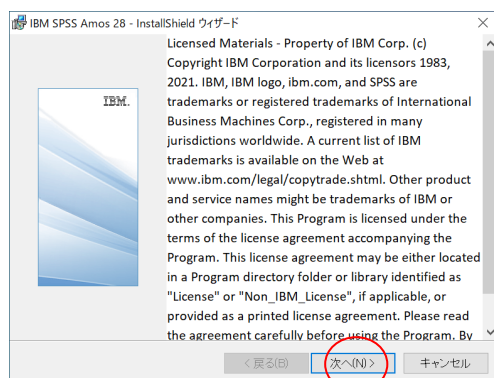 IBM SPSS Amos 28 - InstallShield ウィザード
Licensed Materials - Property of IBM Corp. (c)
Copyright IBM Corporation and its licensors 1983,
2021. IBM, IBM logo, ibm.com, and SPSS are
trademarks or registered trademarks of International
Business Machines Corp., registered in many
jurisdictions worldwide. A current list of IBM
trademarks is available on the Web at
www.ibm.com/legal/copytrade.shtml. Other product
and service names might be trademarks of IBM or
other companies. This Program is licensed under the
terms of the license agreement accompanying the
Program. This license agreement may be either located
in a Program directory folder or library identified as
"License" or "Non_IBM_License", if applicable, or
provided as a printed license agreement. Please read
the agreement carefully before using the Program. By
IBM.
< 戻る(B)
次へ(N) >
キャンセル